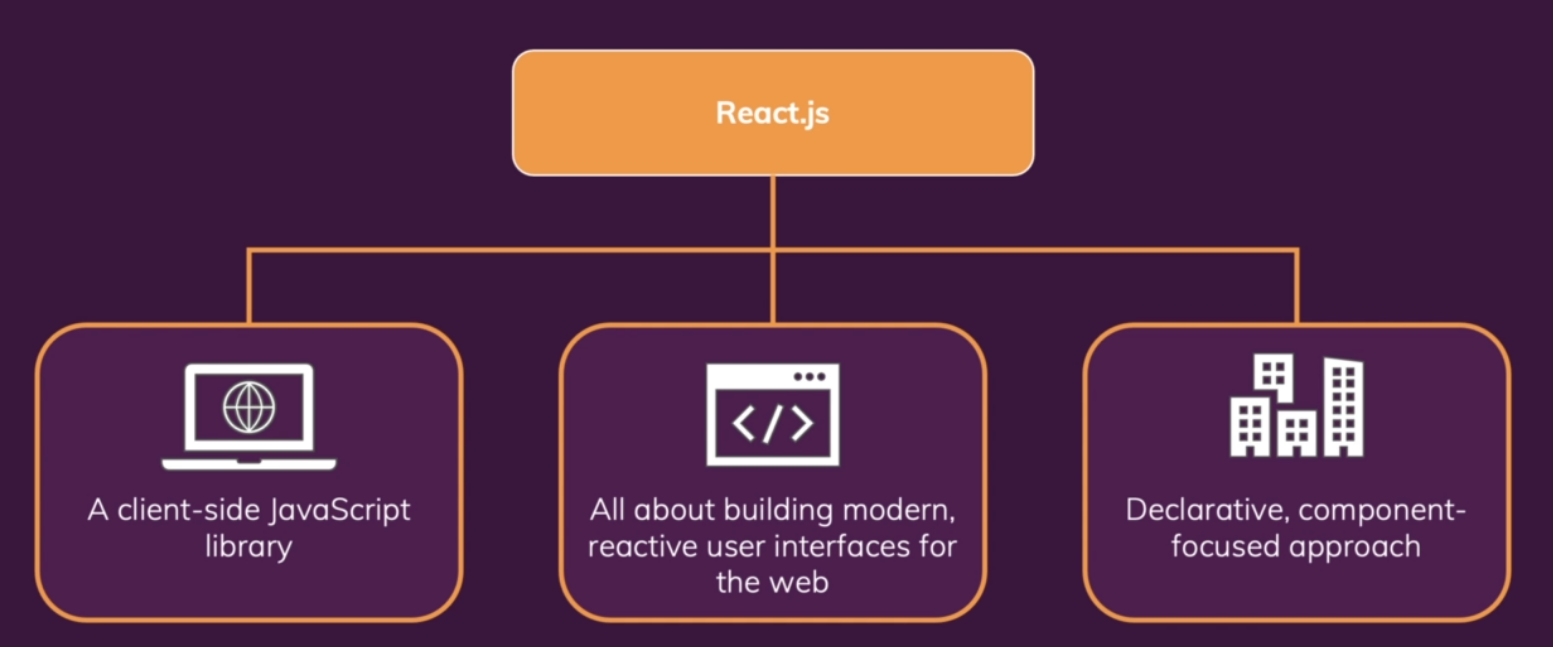 React.js
A client-side JavaScript
library
All about building modern,
reactive user interfaces for
the web
Declarative, component-
focused approach